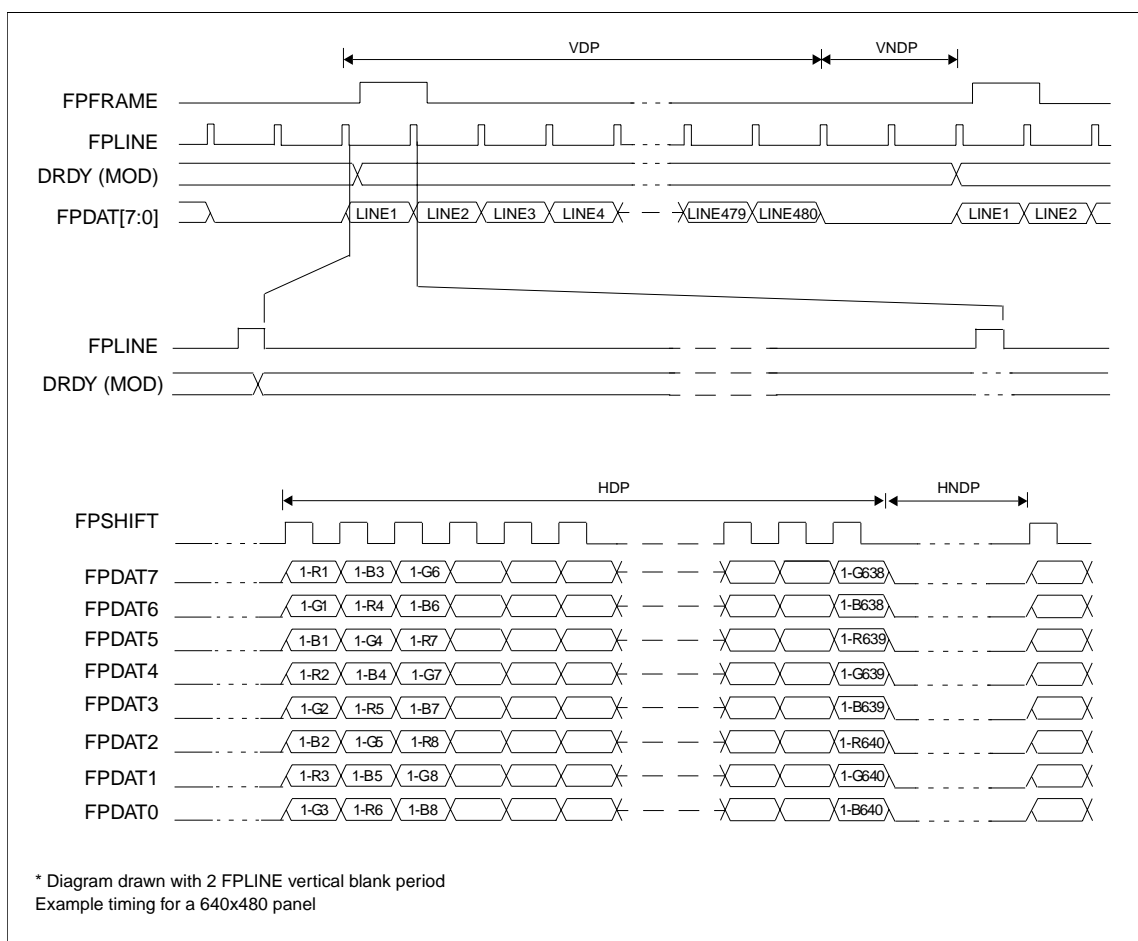 VDP VNDP
FPFRAME
FPLINE
DRDY (MOD)
FPDAT[7:0] LINE1 LINE2 LINE3 LINE4 LINE479 LINE480 LINE1 LINE2
FPLINE
DRDY (MOD)
HDP HNDP
FPSHIFT
FPDAT7 1-R1 1-B3 1-G6 1-G638
FPDAT6 1-G1 1-R4 1-B6 1-B638
FPDAT5 1-B1 1-G4 1-R7 1-R639
FPDAT4 1-R2 1-B4 1-G7 1-G639
FPDAT3 1-G2 1-R5 1-B7 1-B639
FPDAT2 1-B2 1-G5 1-R8 1-R640
FPDAT1 1-R3 1-B5 1-G8 1-G640
FPDAT0 1-G3 1-R6 1-B8 1-B640
* Diagram drawn with 2 FPLINE vertical blank period
Example timing for a 640x480 panel